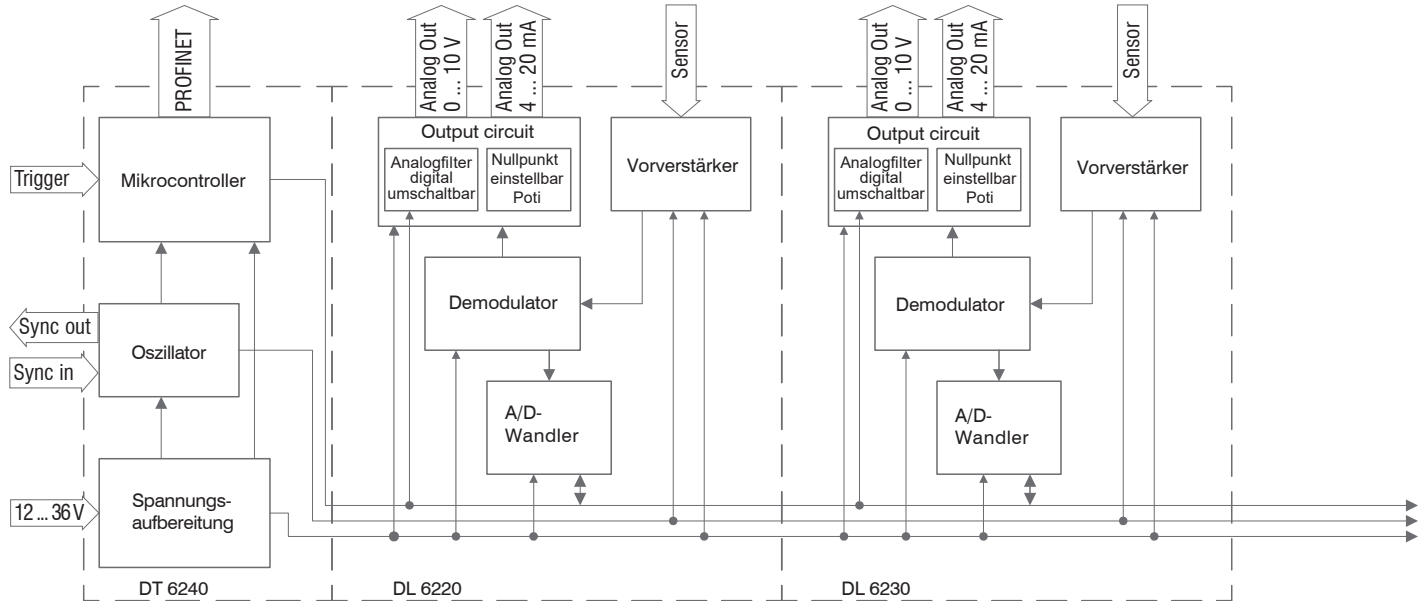 PROFINET
Analog Out
0 ... 10 V
Analog Out
4 ... 20 mA
Sensor
Analog Out
0 ... 10 V
Analog Out
4 ... 20 mA
Sensor
Trigger
Mikrocontroller
Output circuit
Analogfilter
digital
umschaltbar
Nullpunkt
einstellbar
Poti
Vorverstärker
Output circuit
Analogfilter
digital
umschaltbar
Nullpunkt
einstellbar
Poti
Vorverstärker
Sync out
Sync in
Oszillator
Demodulator
Demodulator
A/D-
Wandler
A/D-
Wandler
12 ... 36 V
Spannungs-
aufbereitung
DT 6240
DL 6220
DL 6230